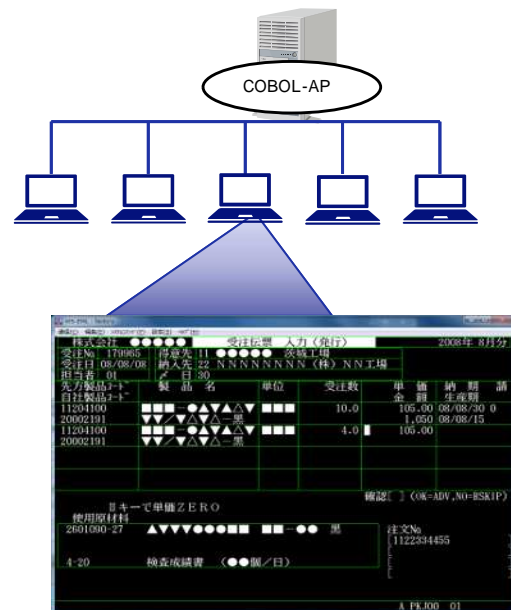 COBOL-AP
株式会社 ●●●●● 受注伝票 入力(発行) 2008年 8月分
受注No 179965 得意先 11 ●●●●● 茨城工場
受注日 08/08/08 納入先 22 NNNNNNN(株)NN工場
担当者 01 〆日 30
先方製品コード 製品名 単位 受注数 単価 納期 請
自社製品コード 金額 生産期
11204100 ■■■-●▲▼▲△▼ ■■■ 10.0 105.00 08/08/30 0
20002191 ▼▼/▼△▼△-黒 1,050 08/08/15
11204100 ■■■-●▲▼▲△▼ ■■■ 4.0 105.00
20002191 ▼▼/▼△▼△-黒
確認[ ](OK=ADV,NO=BSKIP)
キーで単価ZERO
使用原材料
2601090-27 ▲▼▼▼●●●■■ ■■-●● 黒 注文No
[1122334455
4-20 検査成績書 (●●個/日)
A PKJ00 01